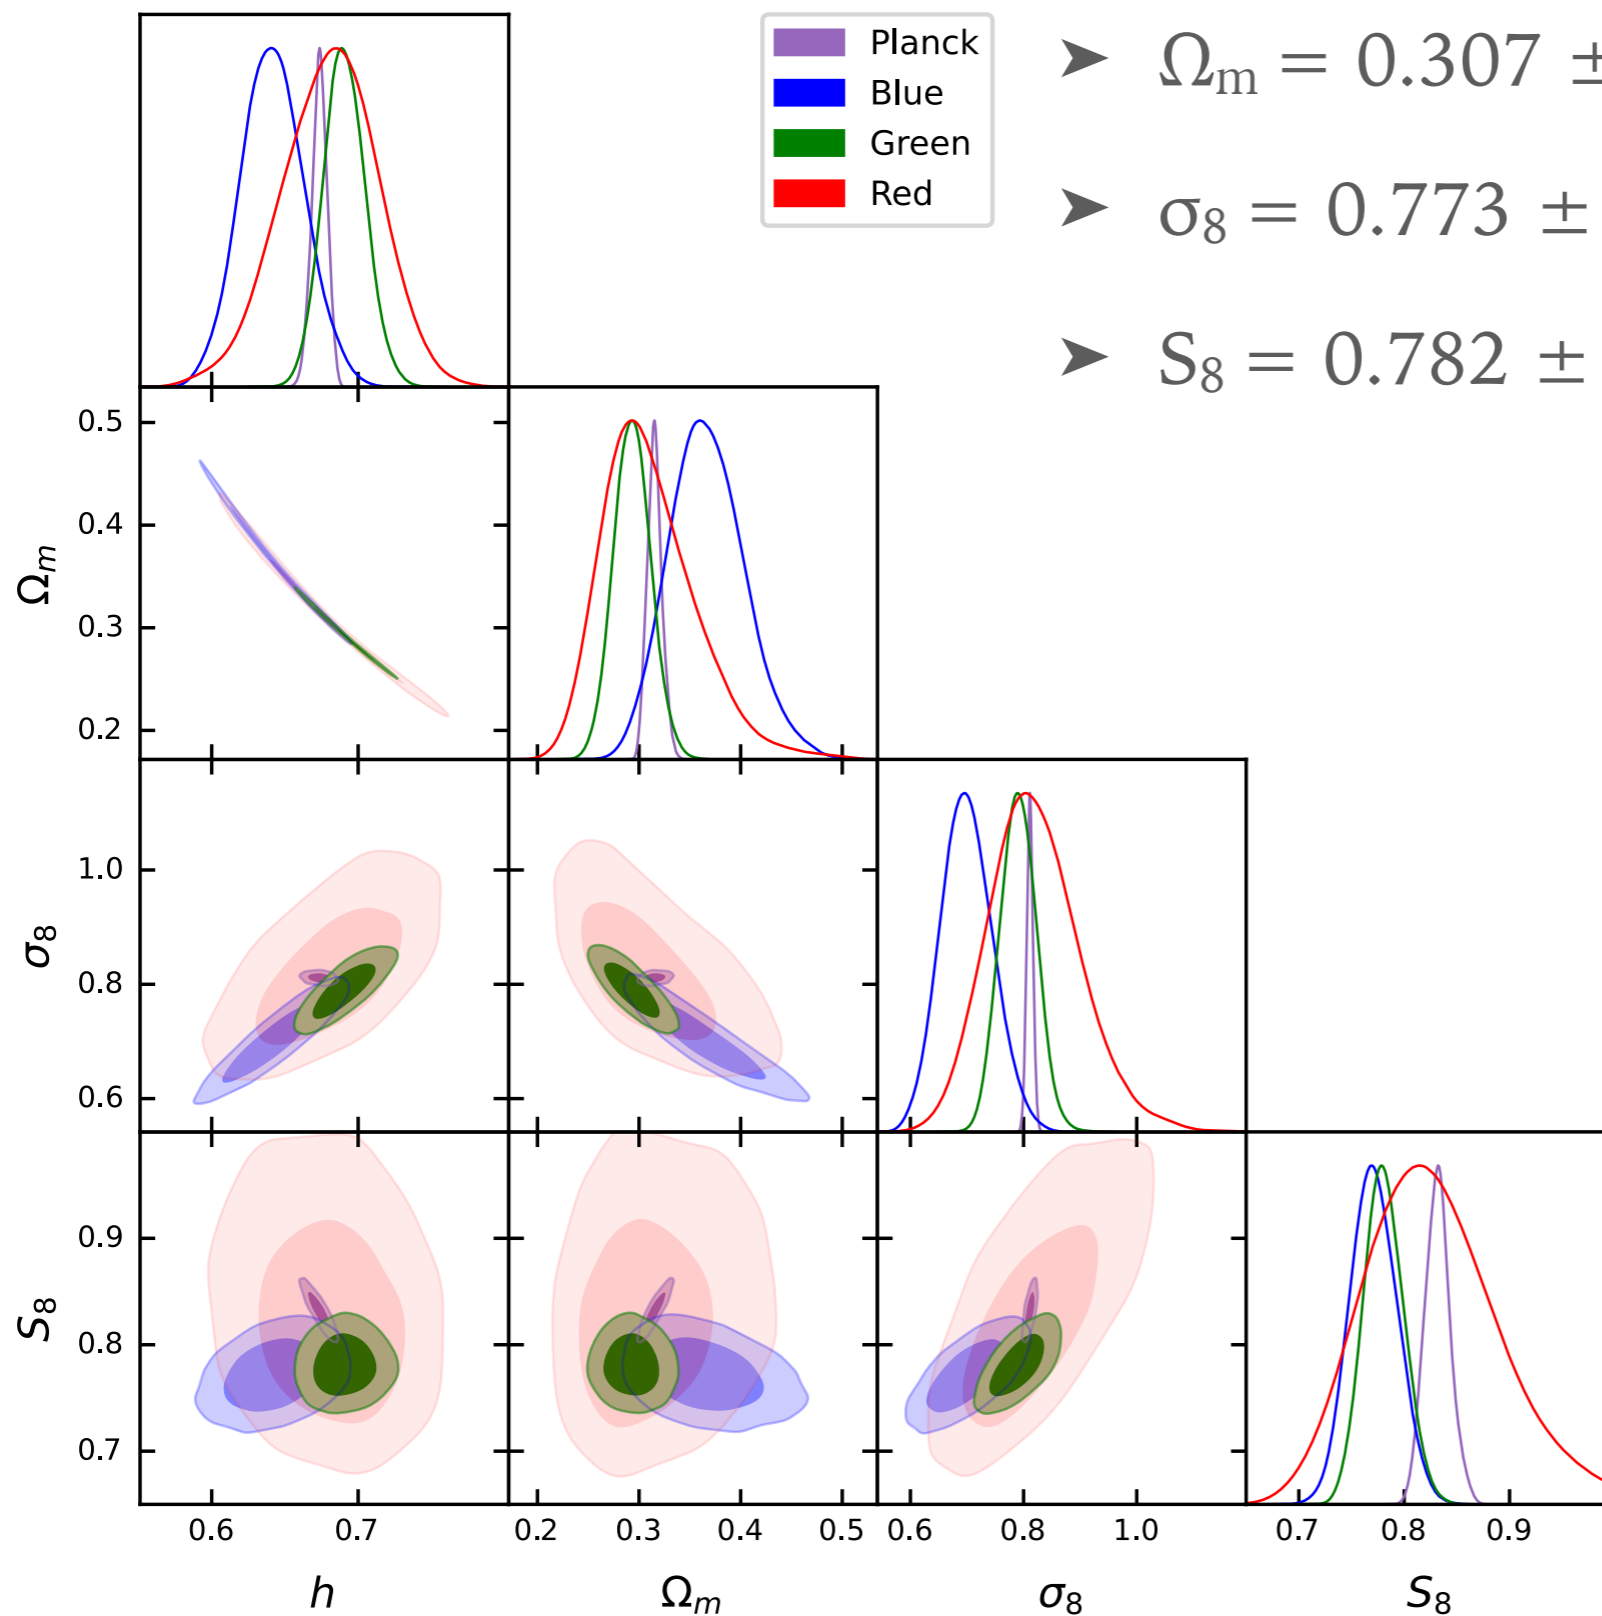 Planck
Blue
Green
Red
➤ Ωm = 0.307 ±
➤ σ8 = 0.773 ±
➤ S8 = 0.782 ±
0.5
0.4
0.3
0.2
Ωm
1.0
0.8
0.6
σ8
0.9
0.8
0.7
S8
0.6 0.7
0.2 0.3 0.4 0.5
0.6 0.8 1.0
0.7 0.8 0.9
h
Ωm
σ8
S8